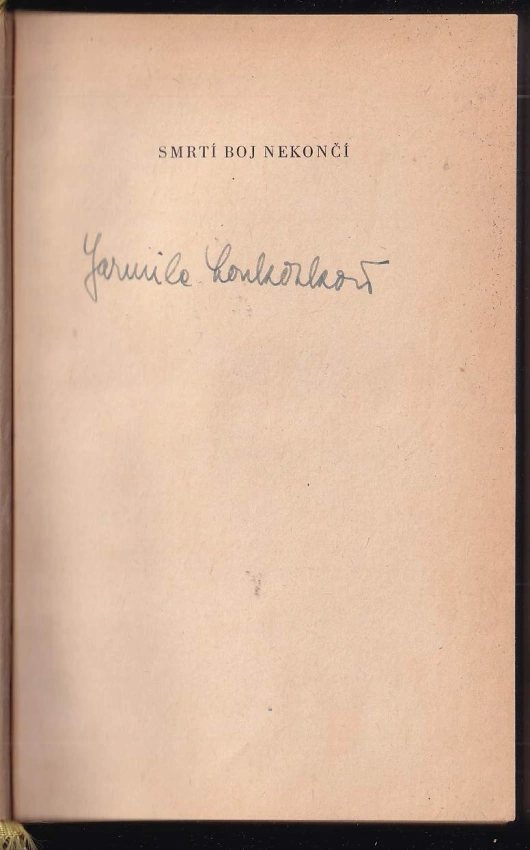 SMRTÍ BOJ NEKONČÍ
Jarmila Loukotková